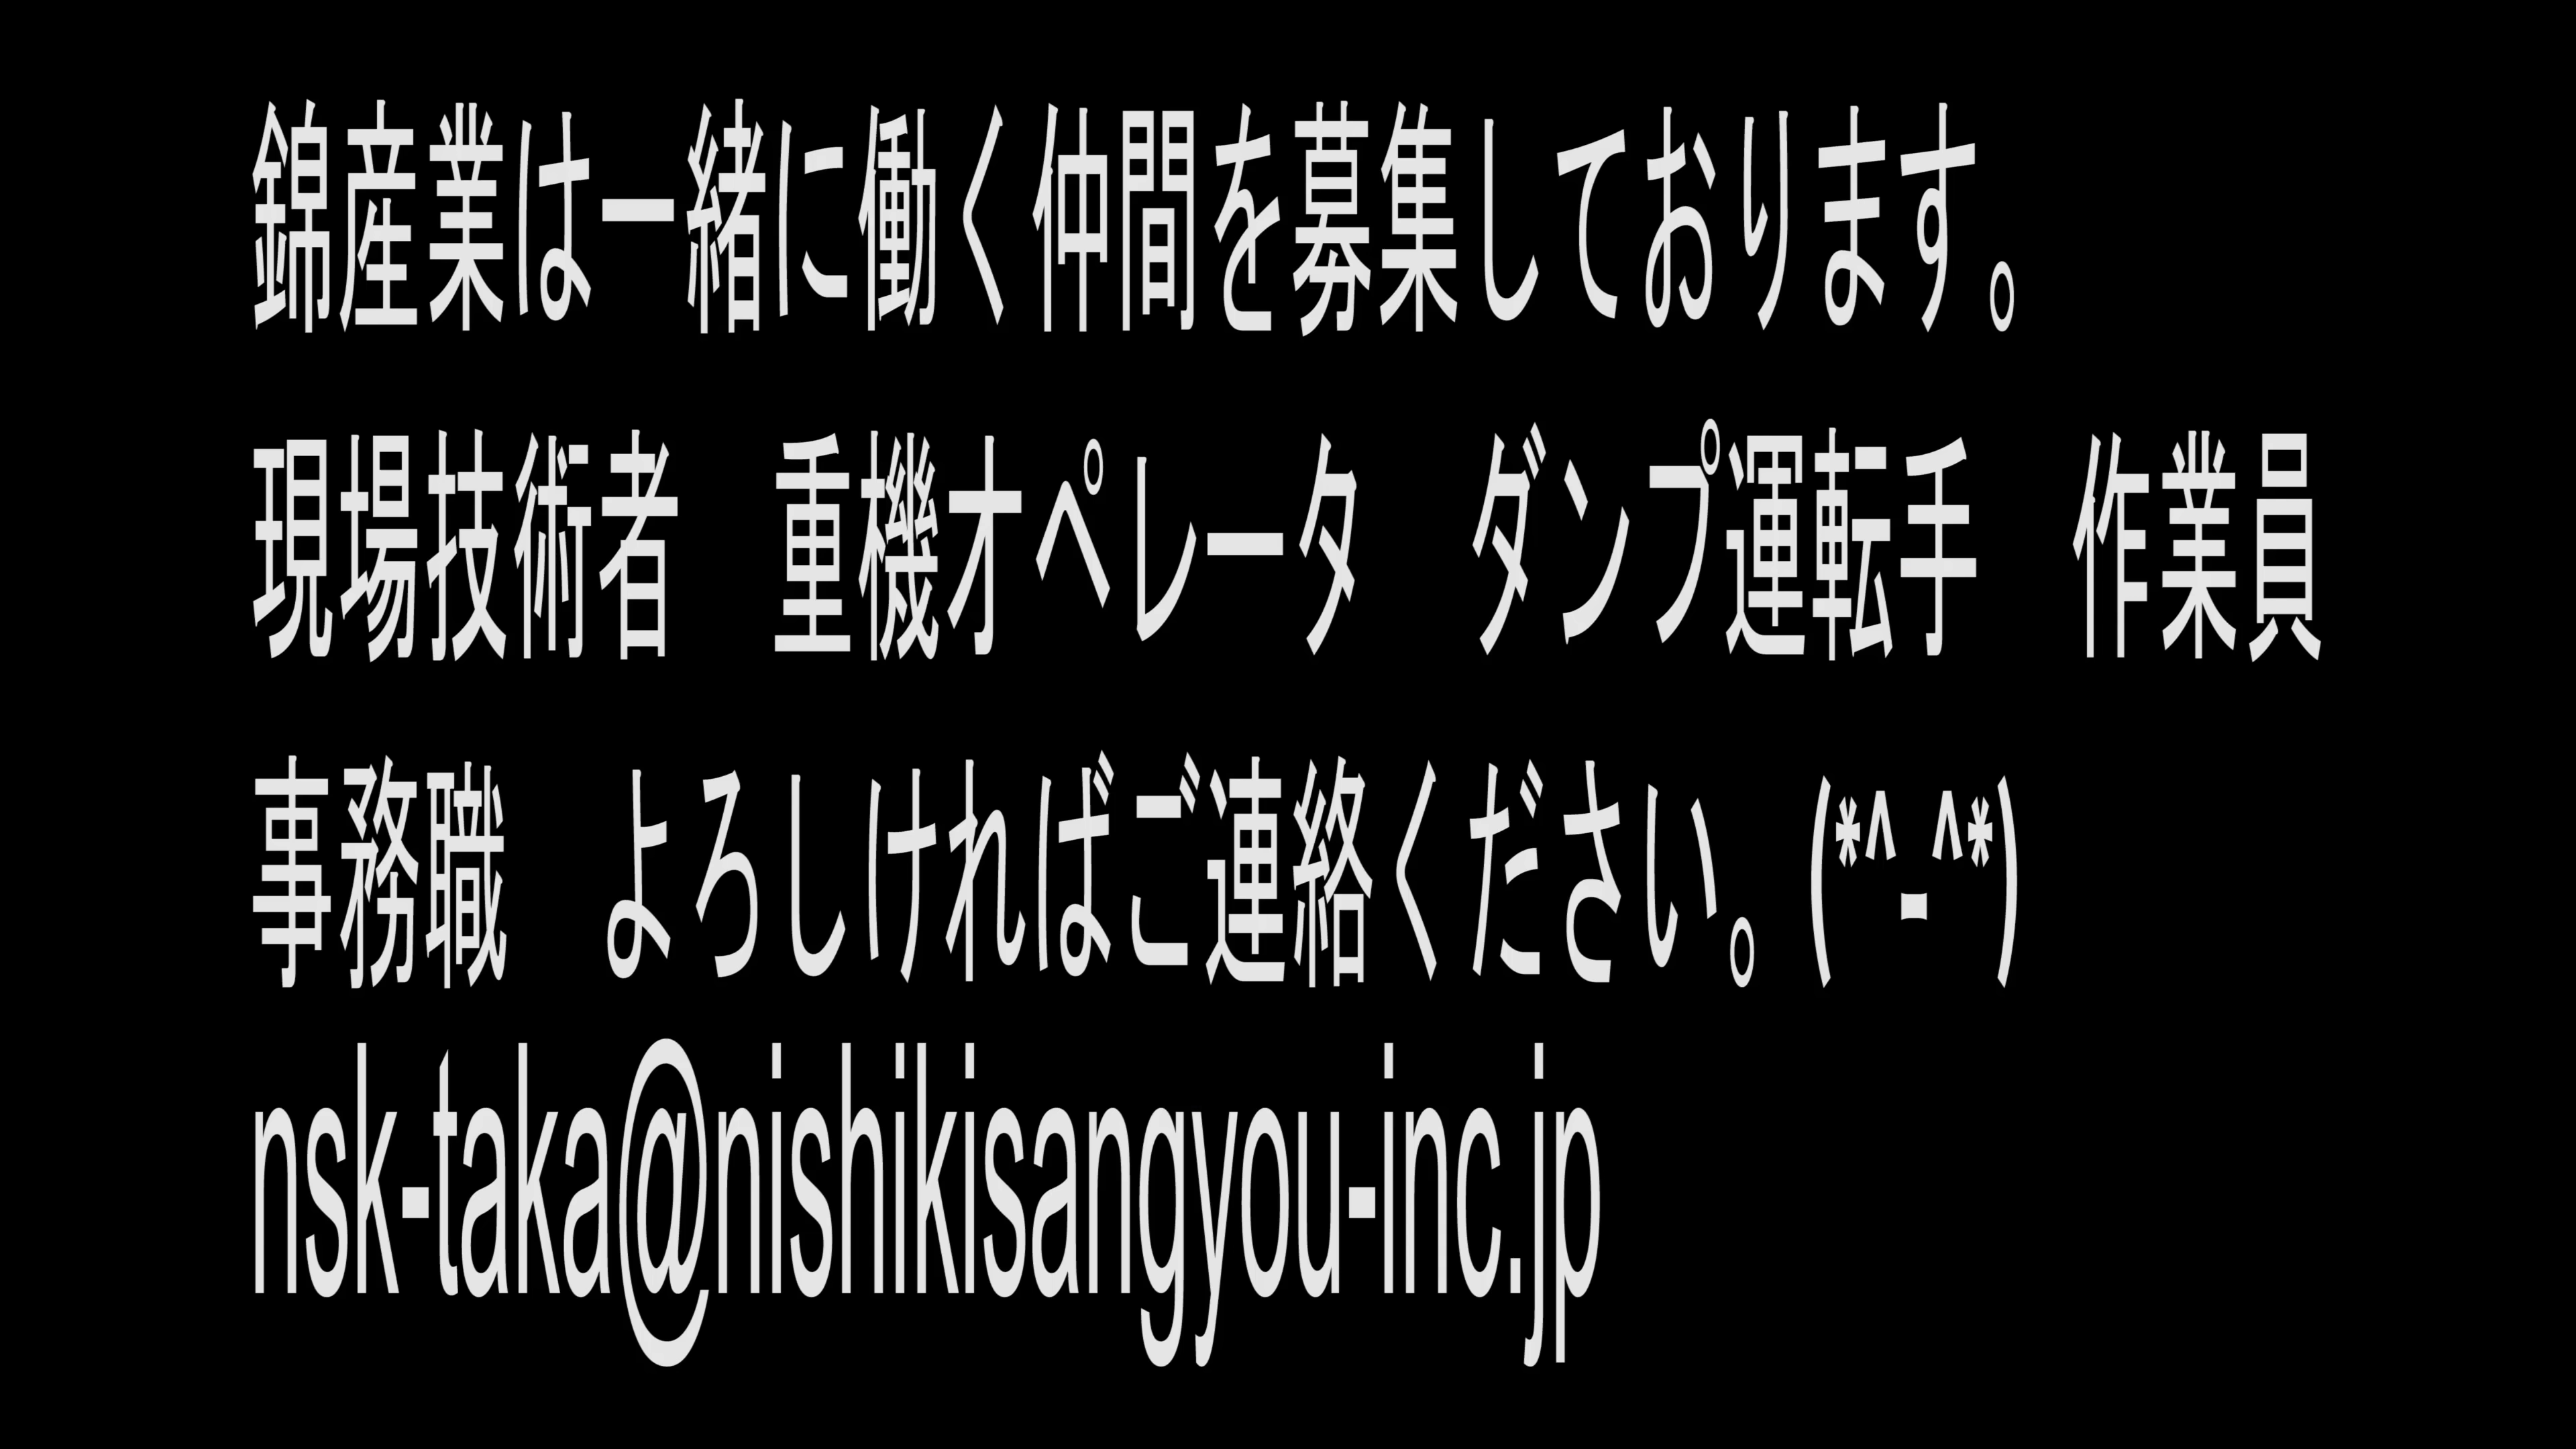 錦産業は一緒に働く仲間を募集しております。
現場技術者　重機オペレータ　ダンプ運転手　作業員
事務職　よろしければご連絡ください。(*^-^*)
nsk-taka@nishikisangyou-inc.jp